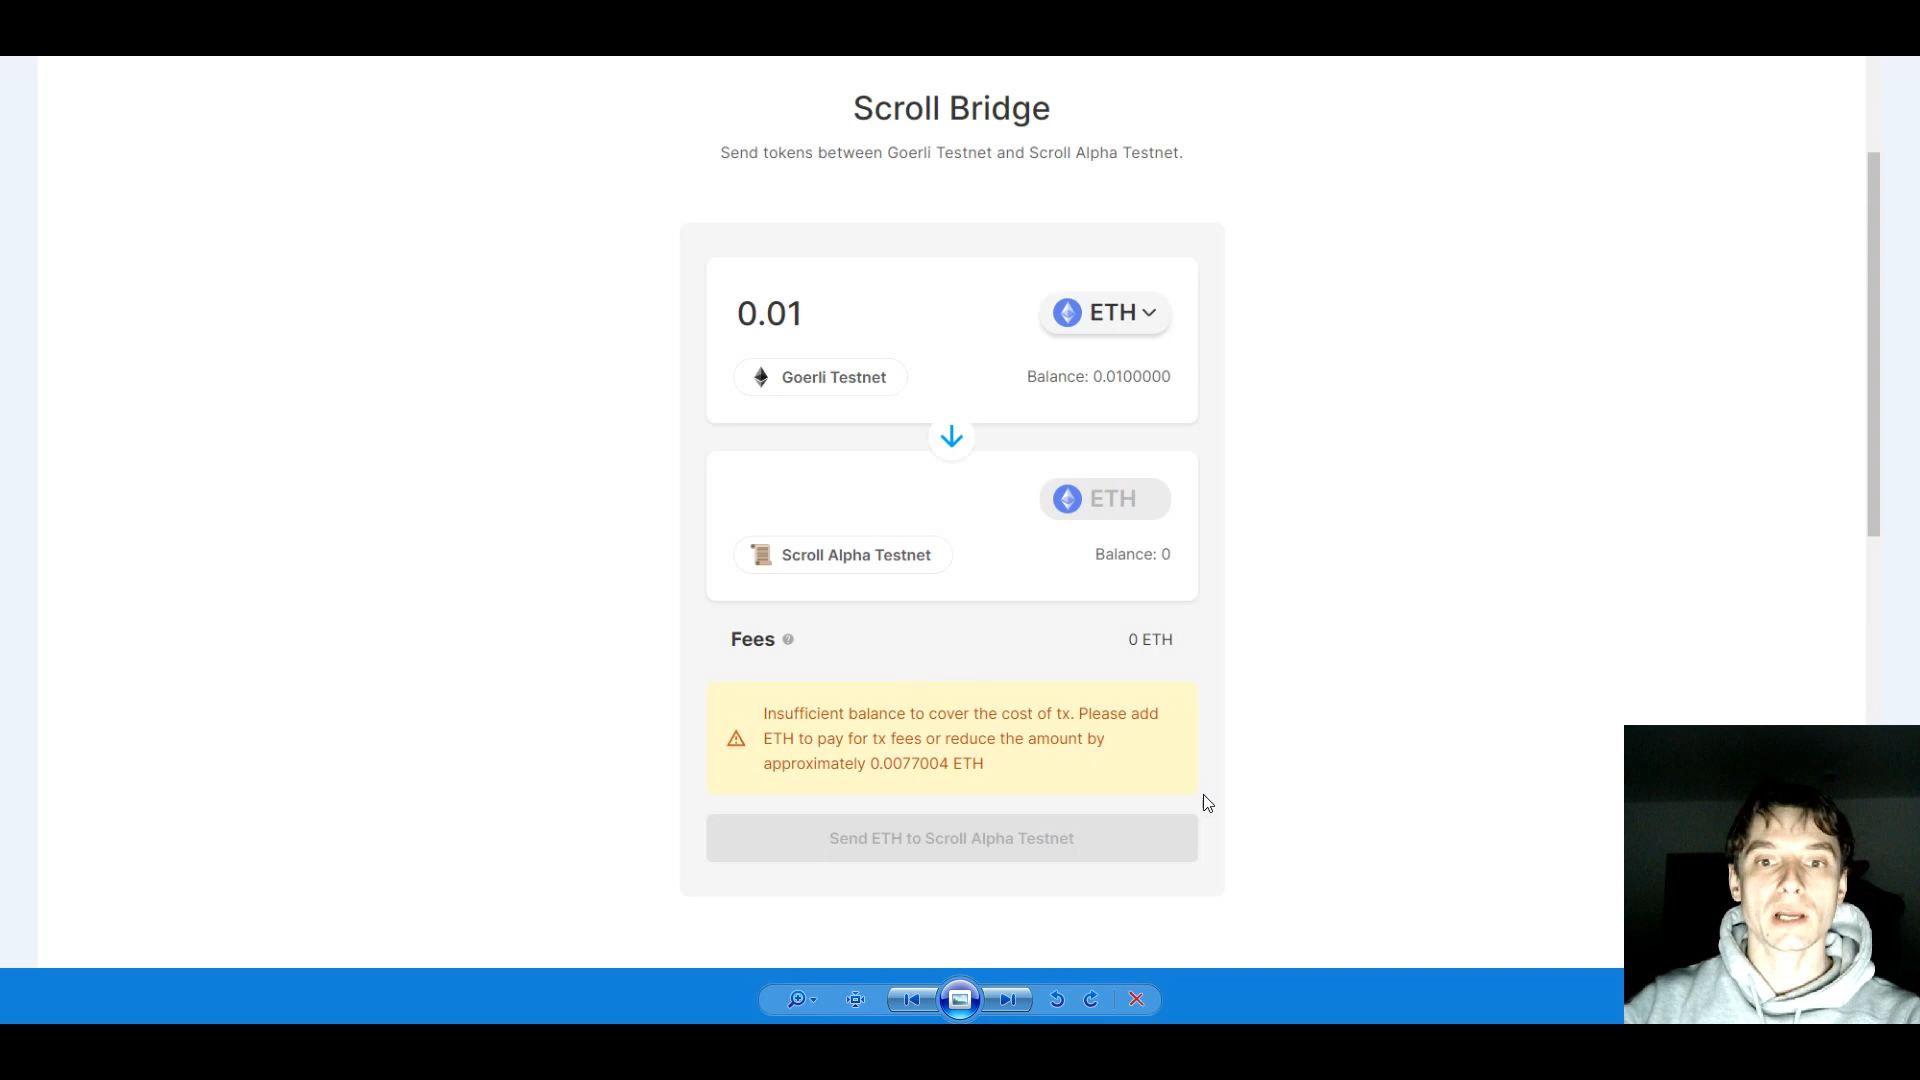 Scroll Bridge
Send tokens between Goerli Testnet and Scroll Alpha Testnet.
0.01
ETH
Goerli Testnet
Balance: 0.0100000
ETH
Scroll Alpha Testnet
Balance: 0
Fees ?
0 ETH
Insufficient balance to cover the cost of tx. Please add
ETH to pay for tx fees or reduce the amount by
approximately 0.0077004 ETH
Send ETH to Scroll Alpha Testnet